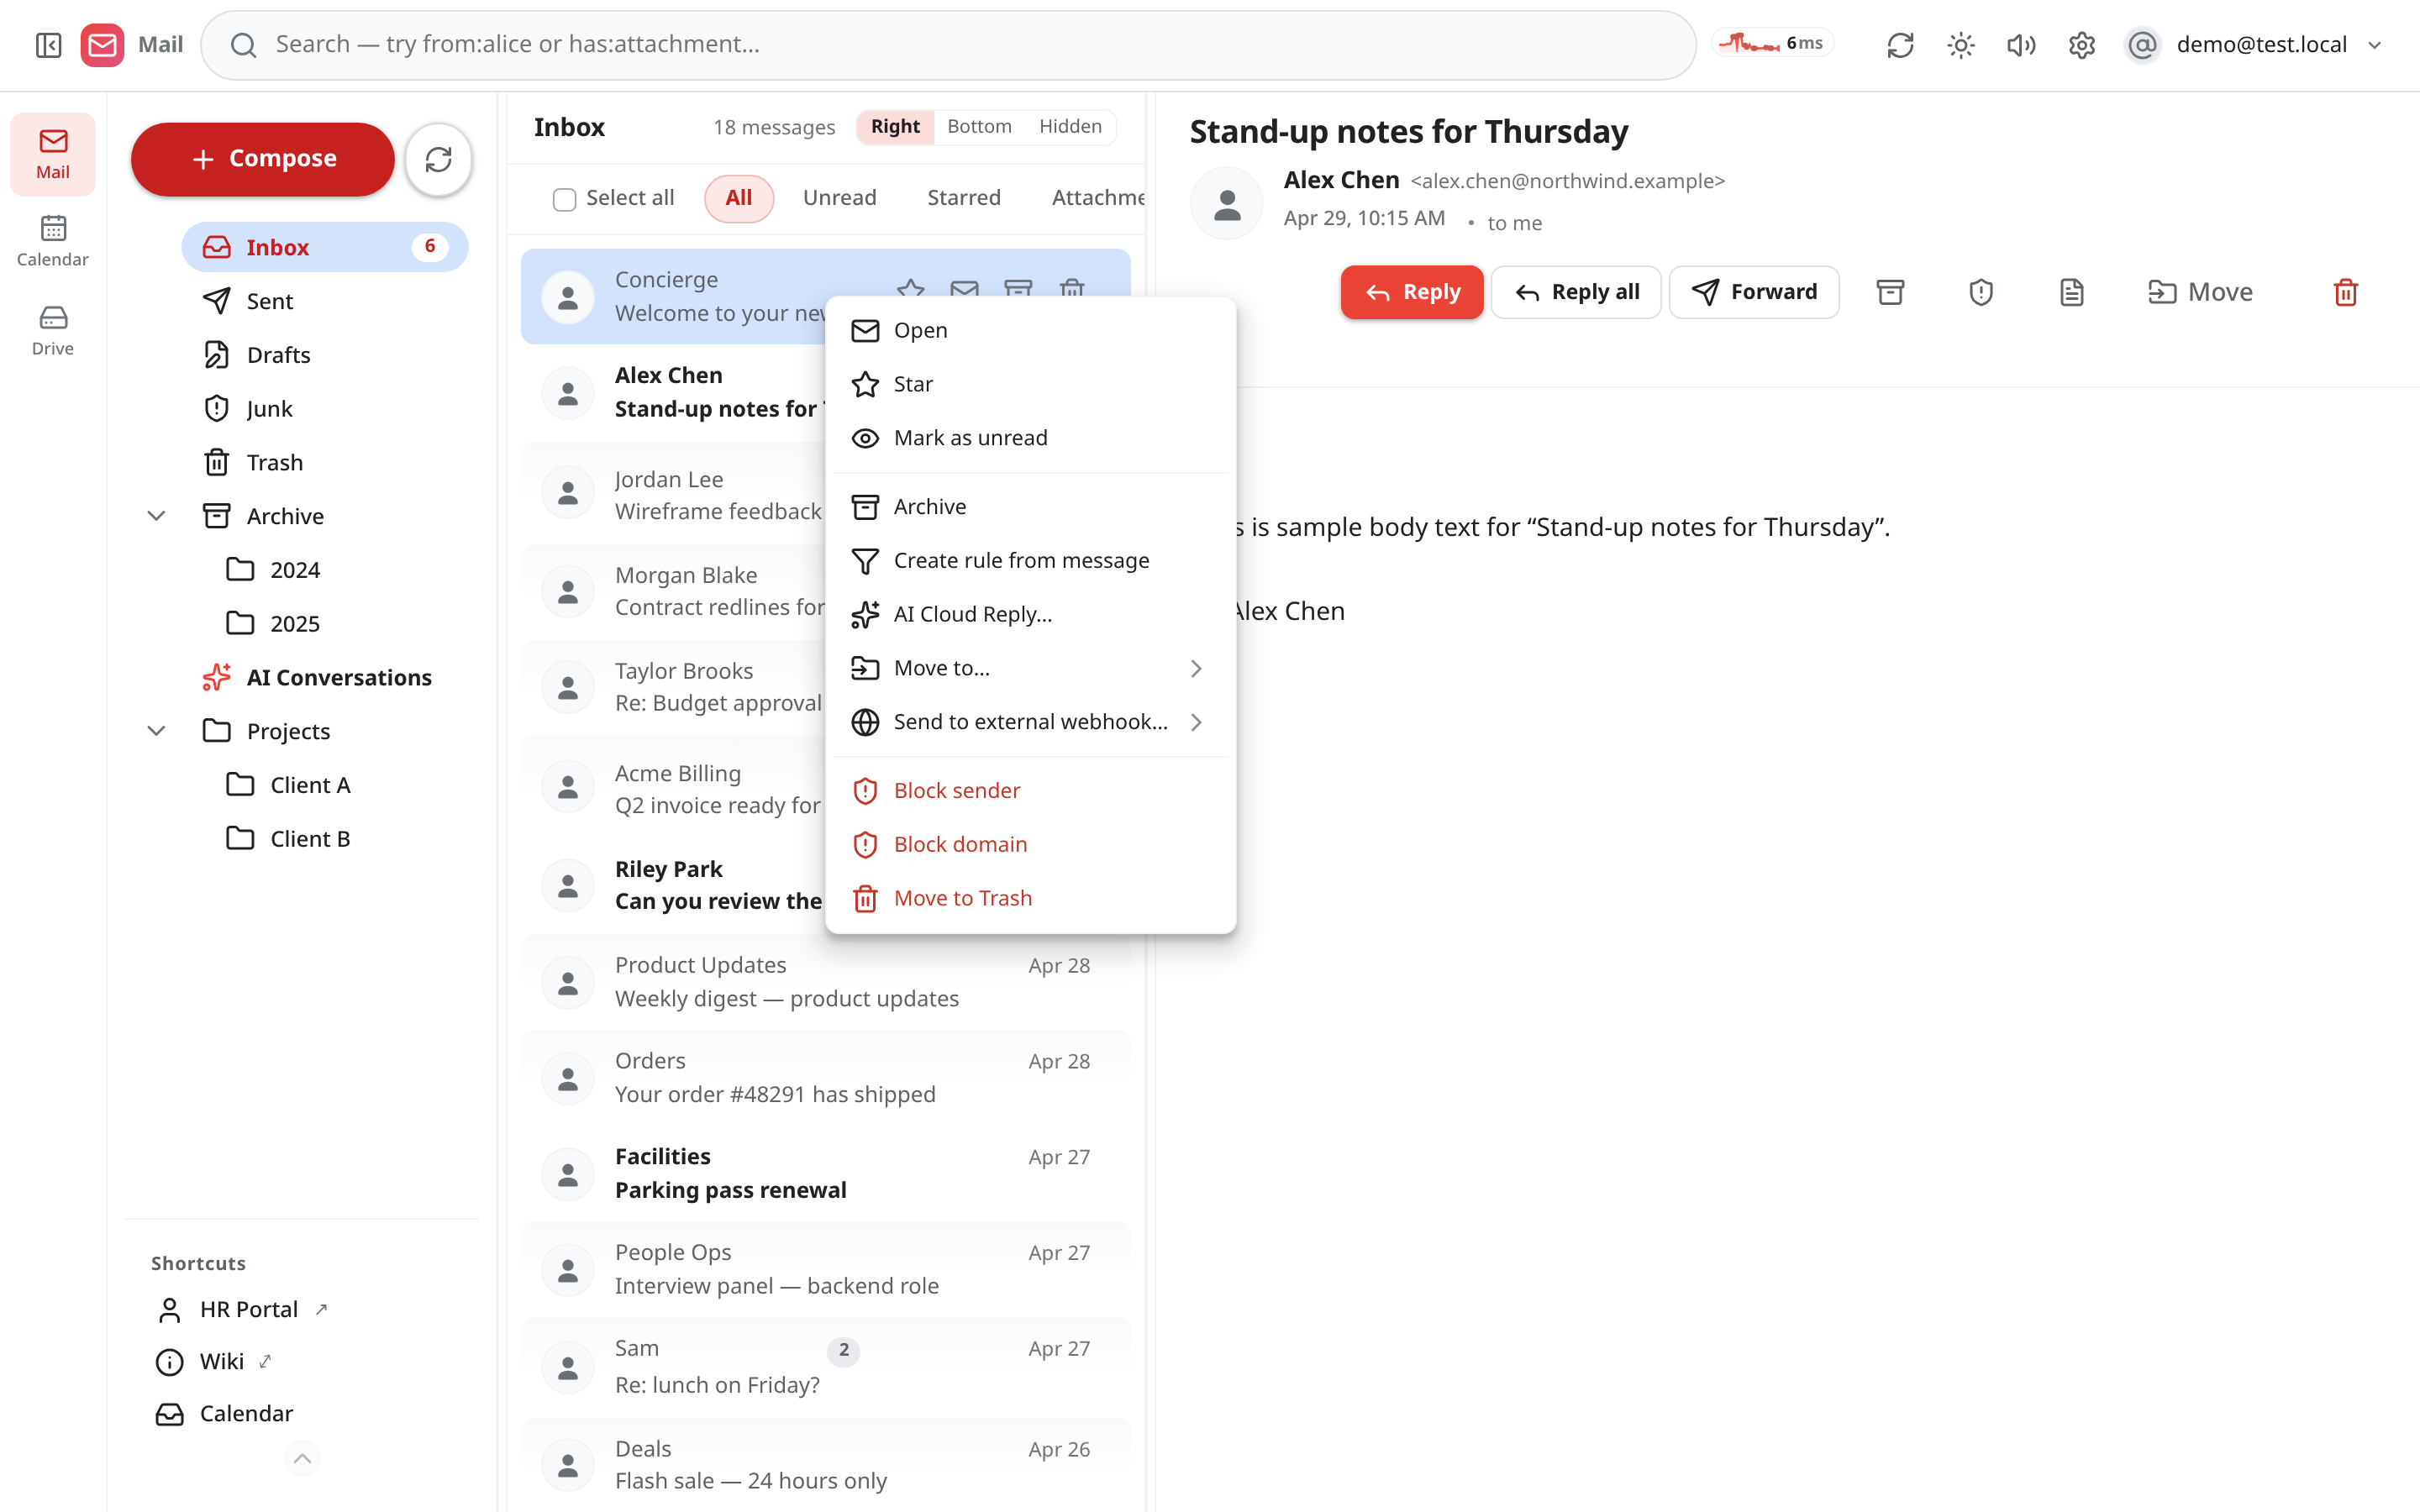 Mail
Search — try from:alice or has:attachment...
6 ms
demo@test.local
Mail
Calendar
Drive
Compose
Inbox 6
Sent
Drafts
Junk
Trash
Archive
2024
2025
AI Conversations
Projects
Client A
Client B
Shortcuts
HR Portal ↗
Wiki ⤢
Calendar
Inbox 18 messages Right Bottom Hidden
Select all All Unread Starred Attachme
Concierge
Welcome to your
Alex Chen
Stand-up notes for
Jordan Lee
Wireframe feedback
Morgan Blake
Contract redlines for
Taylor Brooks
Re: Budget approval
Acme Billing
Q2 invoice ready for
Riley Park
Can you review the
Product Updates Apr 28
Weekly digest — product updates
Orders Apr 28
Your order #48291 has shipped
Facilities Apr 27
Parking pass renewal
People Ops Apr 27
Interview panel — backend role
Sam 2 Apr 27
Re: lunch on Friday?
Deals Apr 26
Flash sale — 24 hours only
Open
Star
Mark as unread
Archive
Create rule from message
AI Cloud Reply...
Move to...
Send to external webhook...
Block sender
Block domain
Move to Trash
Stand-up notes for Thursday
Alex Chen <alex.chen@northwind.example>
Apr 29, 10:15 AM • to me
Reply Reply all Forward Move
is sample body text for “Stand-up notes for Thursday”.
Alex Chen